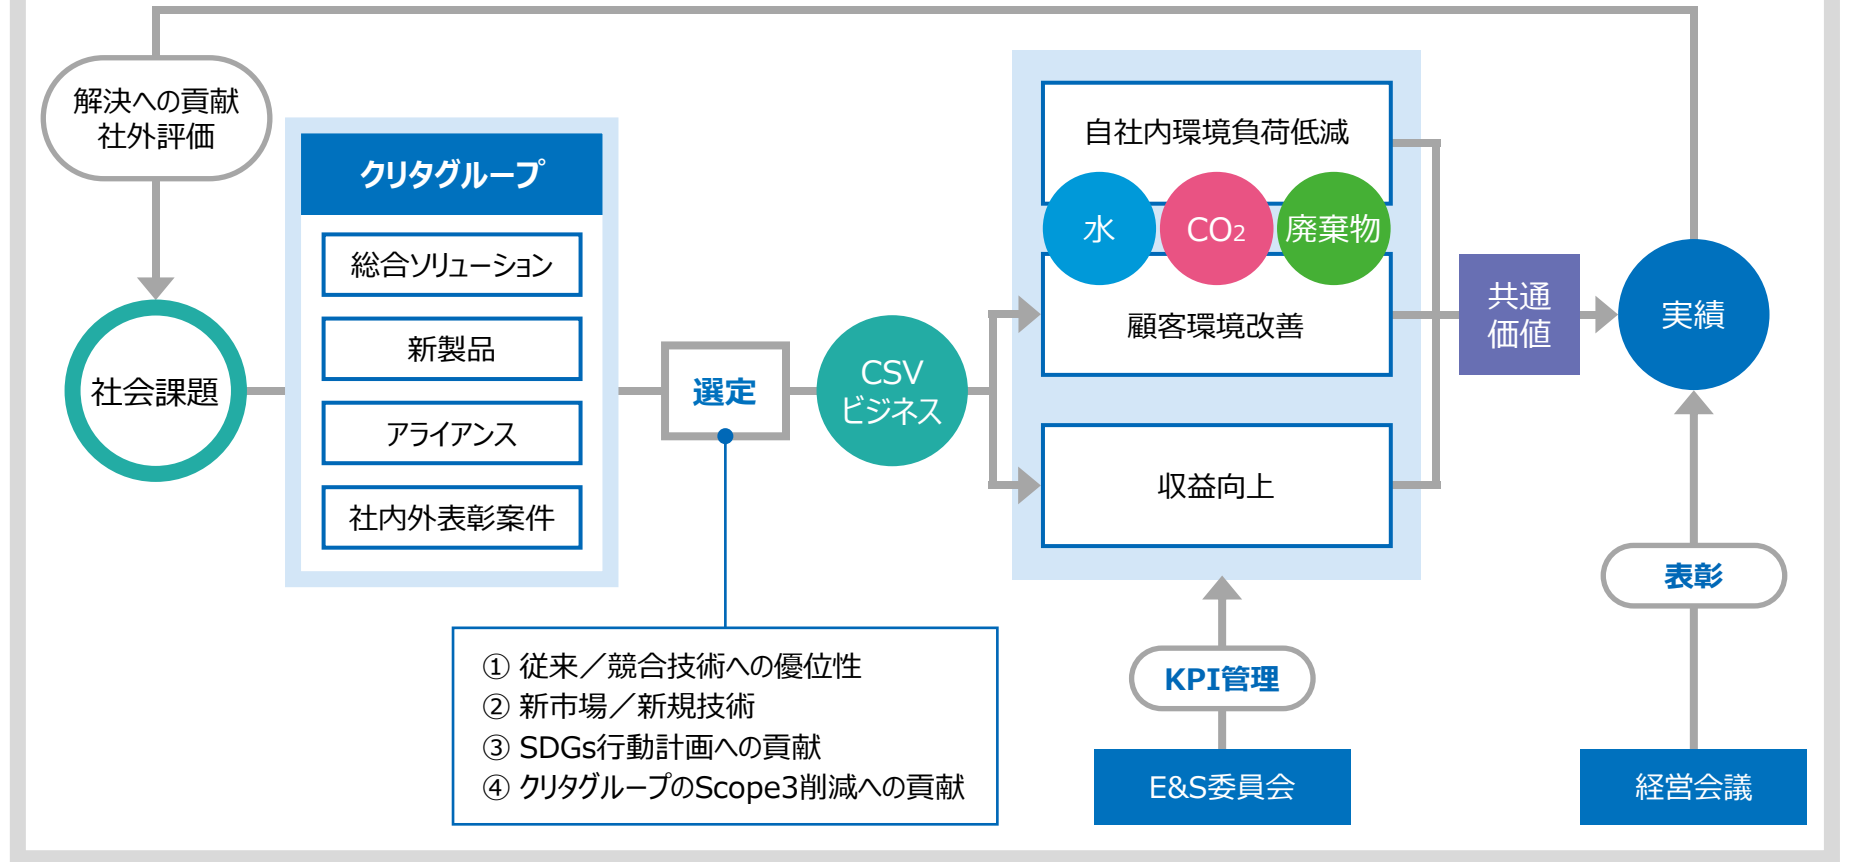 解決への貢献
社外評価
社会課題
クリタグループ
総合ソリューション
新製品
アライアンス
社内外表彰案件
選定
① 従来／競合技術への優位性
② 新市場／新規技術
③ SDGs行動計画への貢献
④ クリタグループのScope3削減への貢献
CSV
ビジネス
自社内環境負荷低減
水
CO₂
廃棄物
顧客環境改善
収益向上
KPI管理
E&S委員会
共通
価値
実績
表彰
経営会議